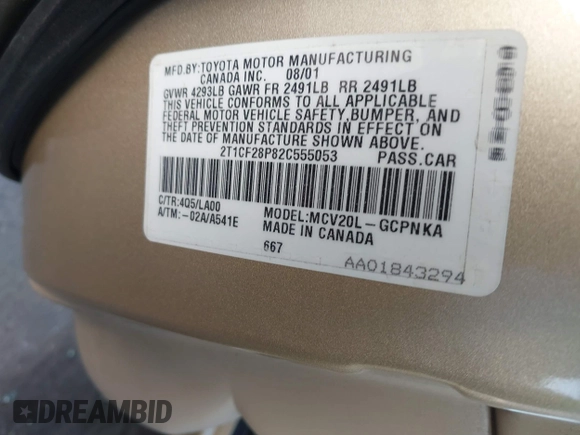 MFD.BY:TOYOTA MOTOR MANUFACTURING
CANADA INC. 08/01
GVWR 4293LB GAWR FR 2491LB RR 2491LB
THIS VEHICLE CONFORMS TO ALL APPLICABLE
FEDERAL MOTOR VEHICLE SAFETY,BUMPER, AND
THEFT PREVENTION STANDARDS IN EFFECT ON
THE DATE OF MANUFACTURE SHOWN ABOVE.
2T1CF28P82C555053 PASS.CAR
C/TR:4Q5/LA00 MODEL:MCV20L-GCPNKA
A/TM:-02A/A541E MADE IN CANADA
667
AA01843294
DREAMBID